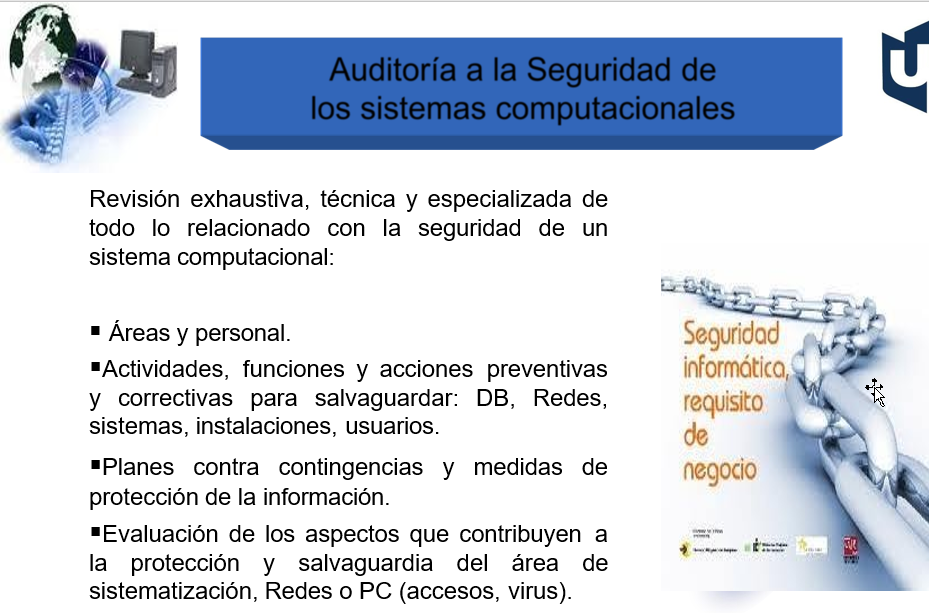 Auditoría a la Seguridad de
los sistemas computacionales
U
Revisión exhaustiva, técnica y especializada de
todo lo relacionado con la seguridad de un
sistema computacional:
▪ Áreas y personal.
▪Actividades, funciones y acciones preventivas
y correctivas para salvaguardar: DB, Redes,
sistemas, instalaciones, usuarios.
▪Planes contra contingencias y medidas de
protección de la información.
▪Evaluación de los aspectos que contribuyen a
la protección y salvaguardia del área de
sistematización, Redes o PC (accesos, virus).
Seguridad
informática,
requisito
de
negocio